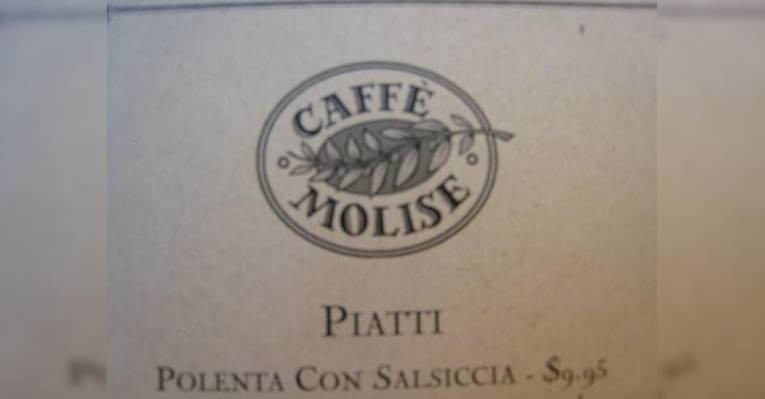 CAFFÈ
MOLISE
PIATTI
POLENTA CON SALSICCIA - $9.95